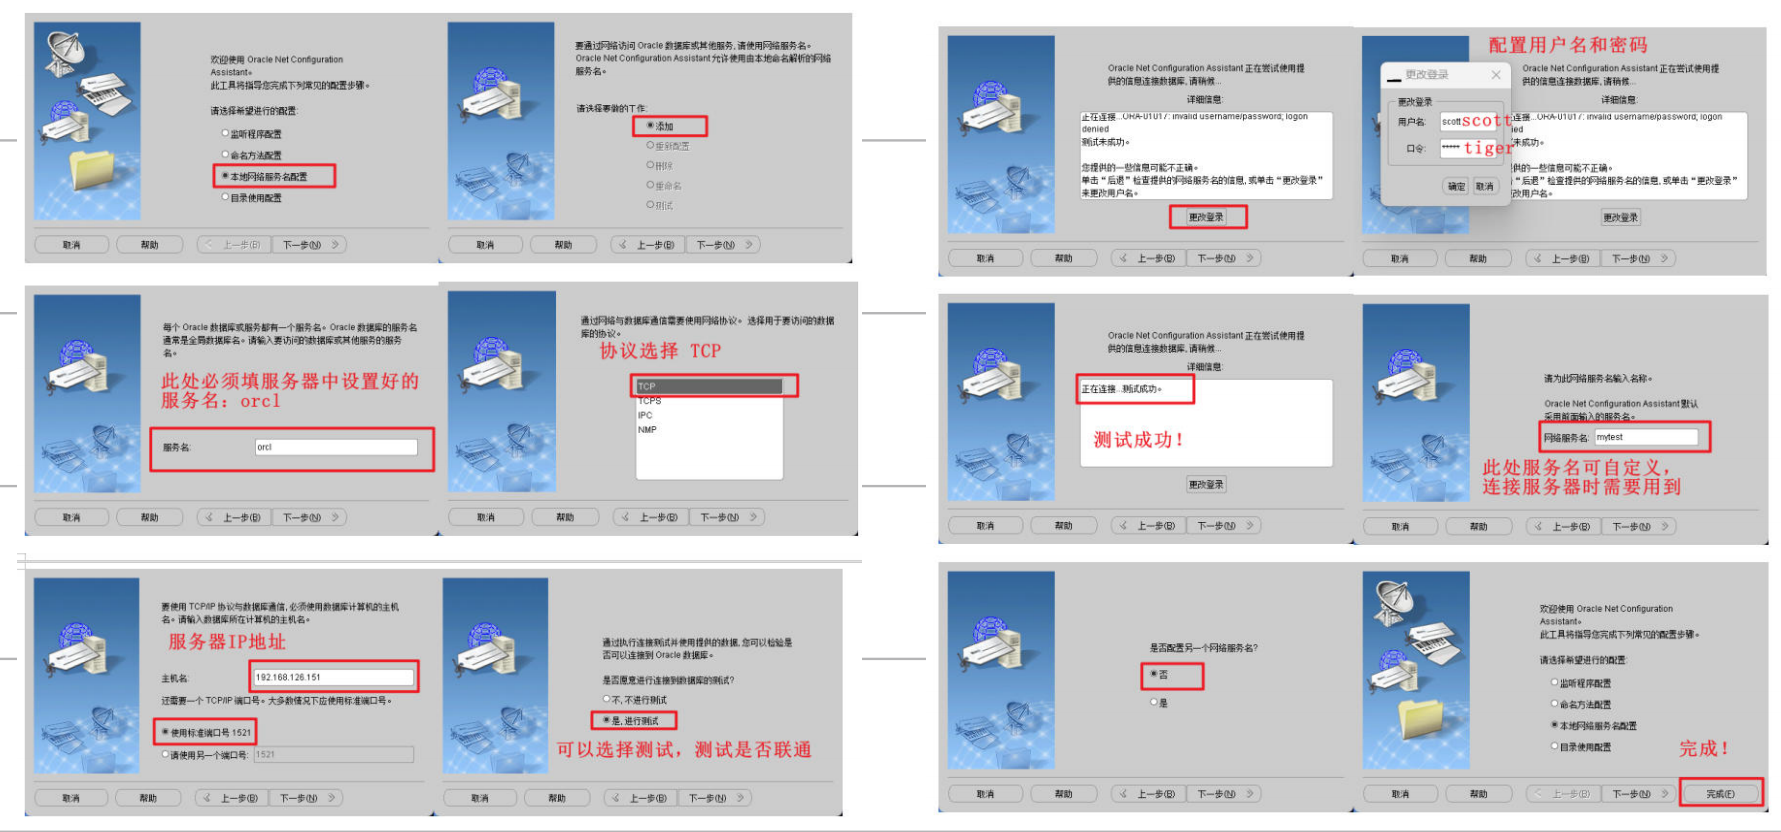 欢迎使用 Oracle Net Configuration
Assistant。
此工具将指导您完成下列常见的配置步骤。
请选择希望进行的配置:
监听程序配置
命名方法配置
本地网络服务名配置
目录使用配置
取消 帮助 上一步(B) 下一步(N)
要通过网络访问 Oracle 数据库或其他服务,请使用网络服务名。
Oracle Net Configuration Assistant 允许使用由本地命名解析的网络
服务名。
请选择要做的工作:
添加
重新配置
删除
重命名
测试
取消 帮助 上一步(B) 下一步(N)
每个 Oracle 数据库或服务都有一个服务名。Oracle 数据库的服务名
通常是全局数据库名。请输入要访问的数据库或其他服务的服务
名。
此处必须填服务器中设置好的
服务名: orcl
服务名: orcl
取消 帮助 上一步(B) 下一步(N)
通过网络与数据库通信需要使用网络协议。选择用于要访问的数据
库的协议。
协议选择 TCP
TCP
TCPS
IPC
NMP
取消 帮助 上一步(B) 下一步(N)
要使用 TCP/IP 协议与数据库通信,必须使用数据库计算机的主机
名。请输入数据库所在计算机的主机名。
服务器IP地址
主机名: 192.168.126.151
还需要一个 TCP/IP 端口号。大多数情况下应使用标准端口号。
使用标准端口号 1521
请使用另一个端口号: 1521
取消 帮助 上一步(B) 下一步(N)
通过执行连接测试并使用提供的数据,您可以检验是
否可以连接到 Oracle 数据库。
是否愿意进行连接到数据库的测试?
不,不进行测试
是,进行测试
可以选择测试, 测试是否联通
取消 帮助 上一步(B) 下一步(N)
Oracle Net Configuration Assistant 正在尝试使用提
供的信息连接数据库,请稍候...
详细信息:
正在连接...ORA-01017: invalid username/password; logon
denied
测试未成功。
您提供的一些信息可能不正确。
单击“后退”检查提供的网络服务名的信息,或单击“更改登录”
来更改用户名。
更改登录
取消 帮助 上一步(B) 下一步(N)
配置用户名和密码
Oracle Net Configuration Assistant 正在尝试使用提
供的信息连接数据库,请稍候...
详细信息:
更改登录
更改登录
用户名: scott scott
口令: ***** tiger
确定 取消
连接...ORA-01017: invalid username/password; logon
ied
未成功。
供的一些信息可能不正确。
“后退”检查提供的网络服务名的信息,或单击“更改登录”
改用户名。
更改登录
取消 帮助 上一步(B) 下一步(N)
Oracle Net Configuration Assistant 正在尝试使用提
供的信息连接数据库,请稍候...
详细信息:
正在连接...测试成功。
测试成功!
更改登录
取消 帮助 上一步(B) 下一步(N)
请为此网络服务名输入名称。
Oracle Net Configuration Assistant 默认
采用前面输入的服务名。
网络服务名: mytest
此处服务名可自定义,
连接服务器时需要用到
取消 帮助 上一步(B) 下一步(N)
是否配置另一个网络服务名?
否
是
取消 帮助 上一步(B) 下一步(N)
欢迎使用 Oracle Net Configuration
Assistant。
此工具将指导您完成下列常见的配置步骤。
请选择希望进行的配置:
监听程序配置
命名方法配置
本地网络服务名配置
目录使用配置
完成!
取消 帮助 上一步(B) 下一步(N) 完成(F)